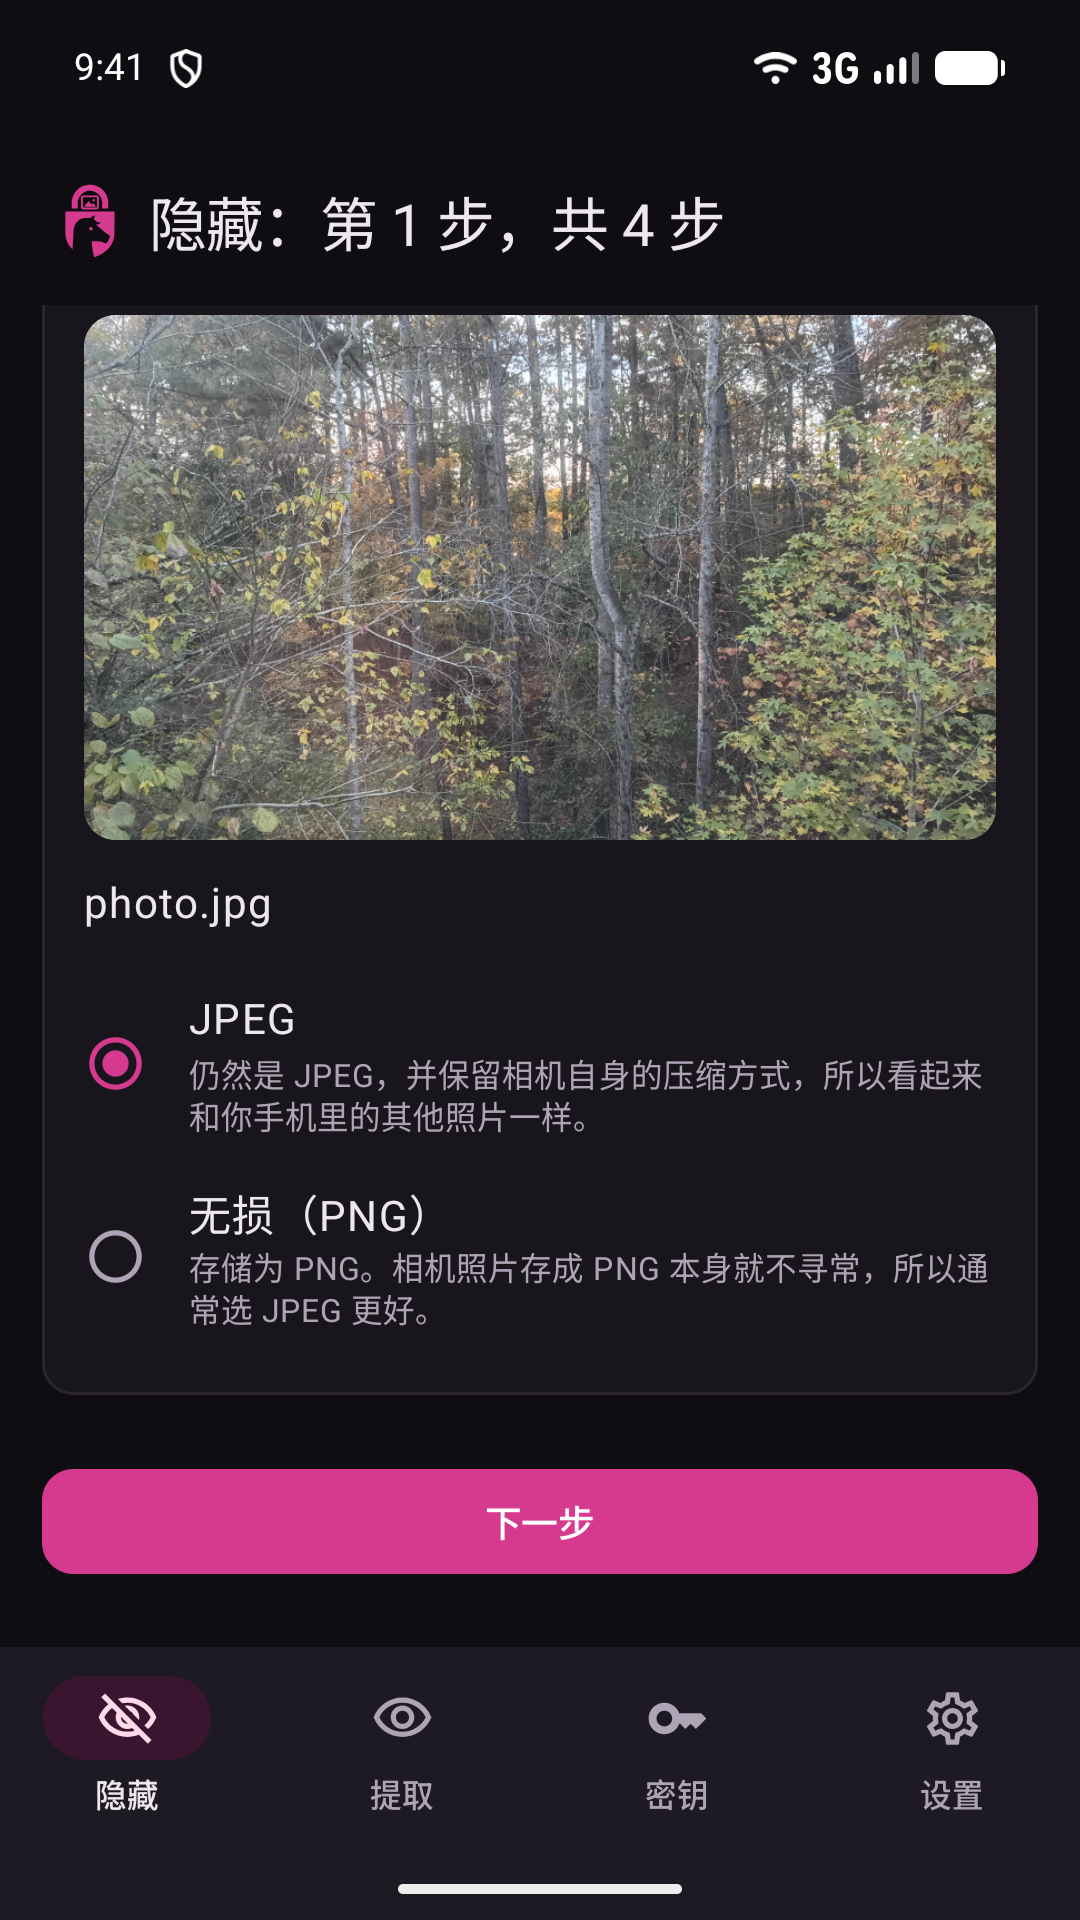 9:41
3G
隐藏：第 1 步，共 4 步
photo.jpg
JPEG
仍然是 JPEG，并保留相机自身的压缩方式，所以看起来
和你手机里的其他照片一样。
无损（PNG）
存储为 PNG。相机照片存成 PNG 本身就不寻常，所以通
常选 JPEG 更好。
下一步
隐藏
提取
密钥
设置